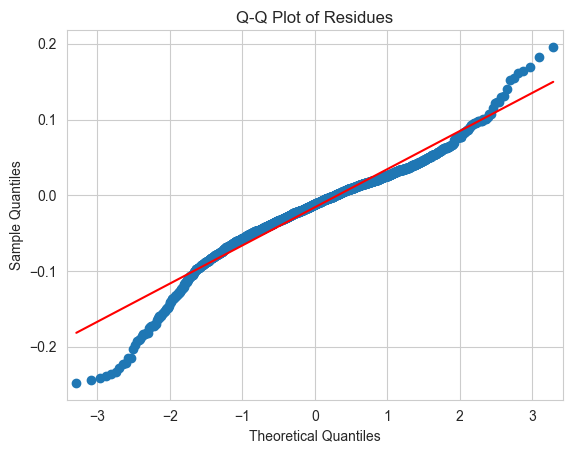 Q-Q Plot of Residues
0.2
0.1
0.0
−0.1
−0.2
Sample Quantiles
−3 −2 −1 0 1 2 3
Theoretical Quantiles